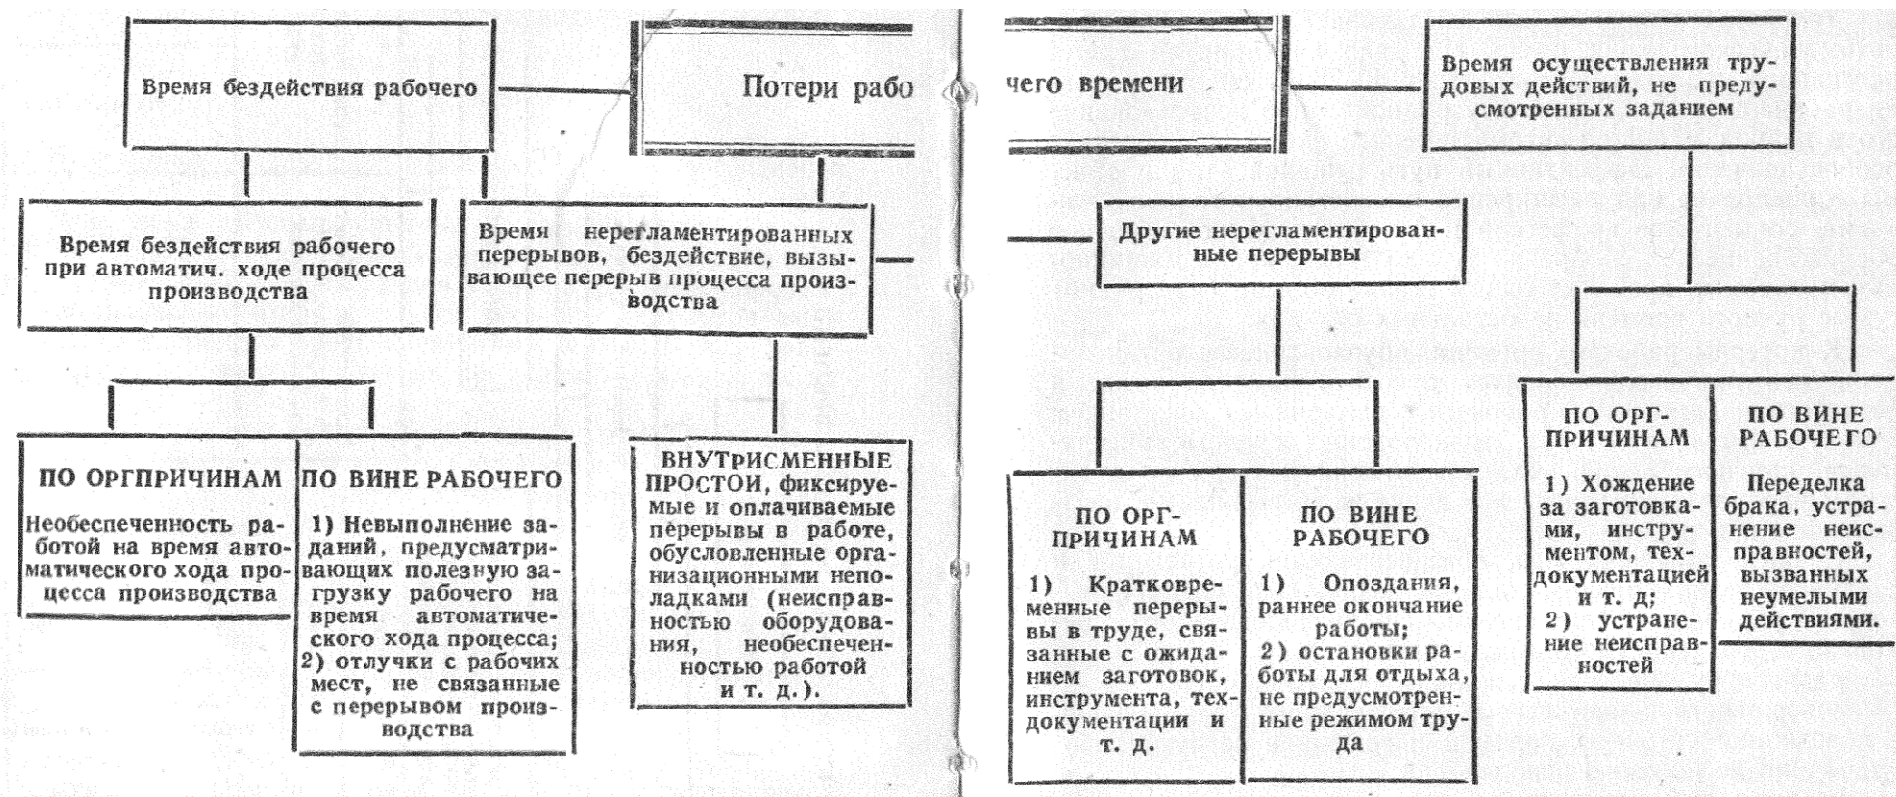 Время бездействия рабочего
Потери рабо
чего времени
Время осуществления тру-
довых действий, не преду-
смотренных заданием
Время бездействия рабочего
при автоматич. ходе процесса
производства
Время нерегламентированных
перерывов, бездействие, вызы-
вающее перерыв процесса произ-
водства
Другие нерегламентирован-
ные перерывы
ПО ОРГПРИЧИНАМ
Необеспеченность ра-
ботой на время авто-
матического хода про-
цесса производства
ПО ВИНЕ РАБОЧЕГО
1) Невыполнение за-
даний, предусматри-
вающих полезную за-
грузку рабочего на
время автоматиче-
ского хода процесса;
2) отлучки с рабочих
мест, не связанные
с перерывом произ-
водства
ВНУТРИСМЕННЫЕ
ПРОСТОИ, фиксируе-
мые и оплачиваемые
перерывы в работе,
обусловленные орга-
низационными непо-
ладками (неисправ-
ностью оборудова-
ния, необеспечен-
ностью работой
и т. д.).
ПО ОРГ-
ПРИЧИНАМ
1) Кратковре-
менные переры-
вы в труде, свя-
занные с ожида-
нием заготовок,
инструмента, тех-
документации и
т. д.
ПО ВИНЕ
РАБОЧЕГО
1) Опоздания,
раннее окончание
работы;
2) остановки ра-
боты для отдыха,
не предусмотрен-
ные режимом тру-
да
ПО ОРГ-
ПРИЧИНАМ
1) Хождение
за заготовка-
ми, инстру-
ментом, тех-
документацией
и т. д;
2) устране-
ние неисправ-
ностей
ПО ВИНЕ
РАБОЧЕГО
Переделка
брака, устра-
нение неис-
правностей,
вызванных
неумелыми
действиями.